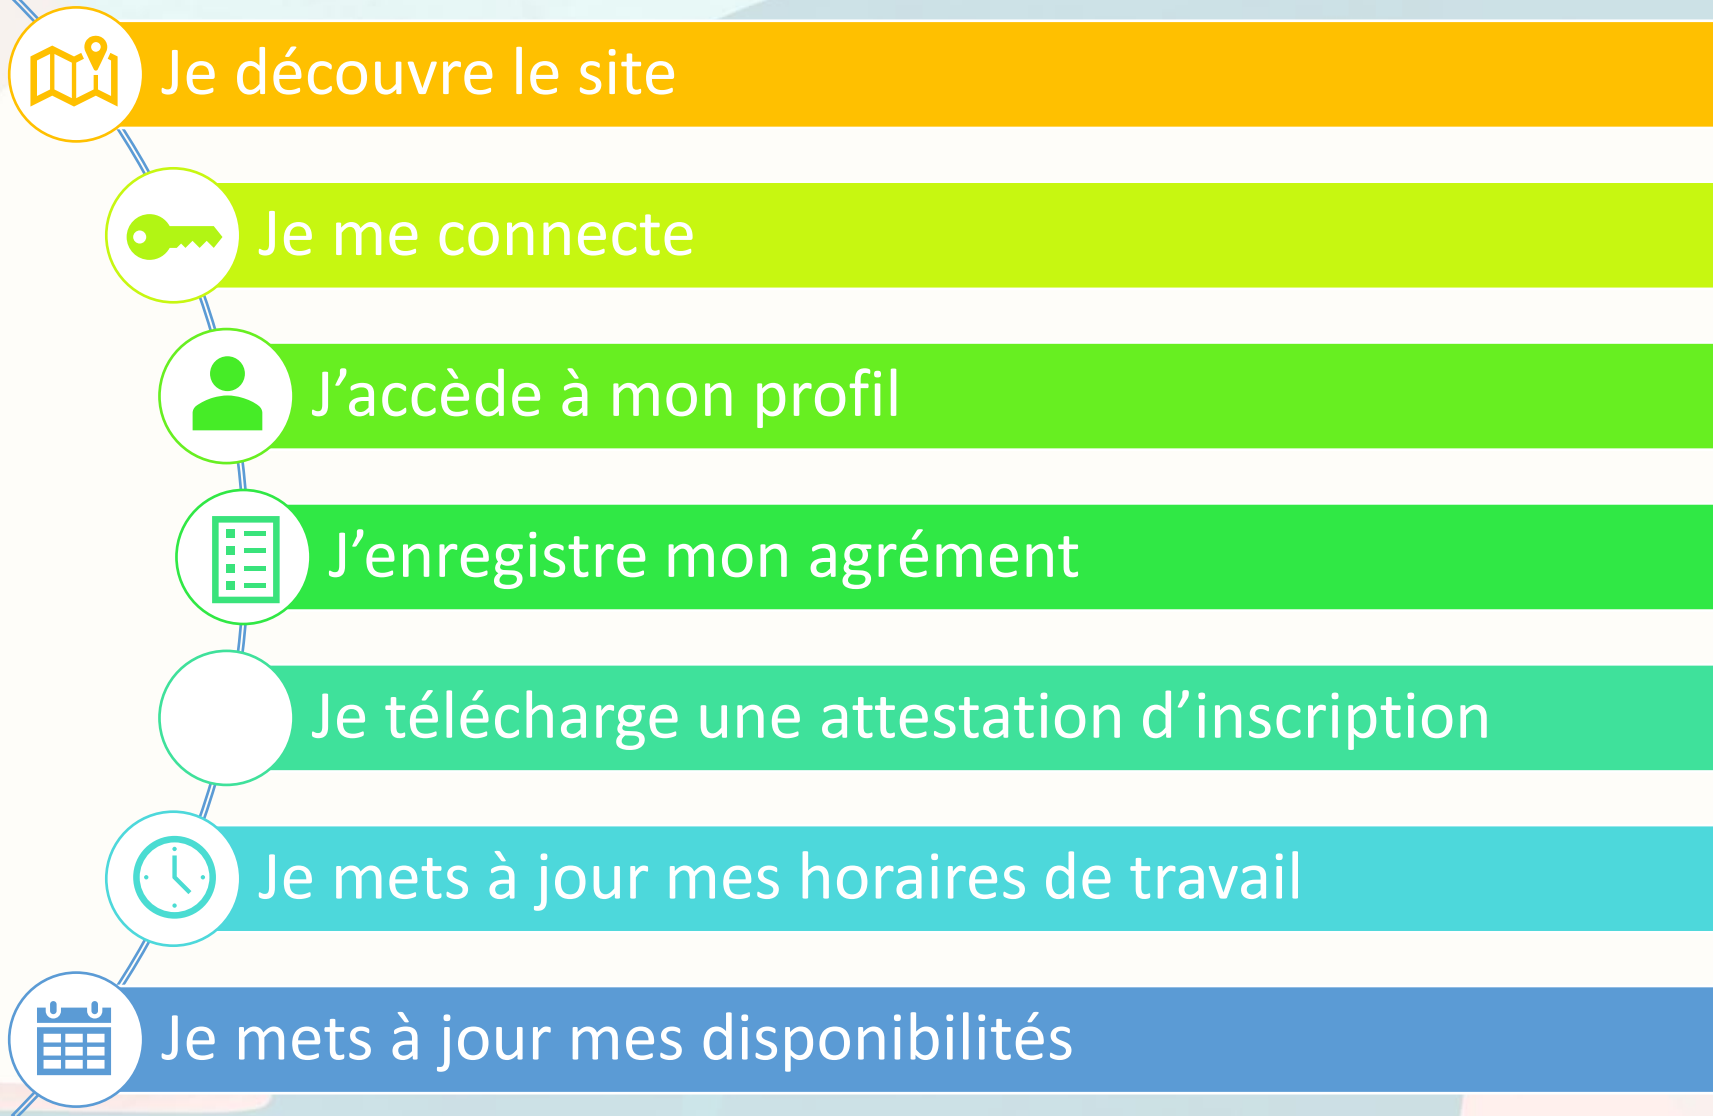 Je découvre le site
Je me connecte
J’accède à mon profil
J’enregistre mon agrément
Je télécharge une attestation d’inscription
Je mets à jour mes horaires de travail
Je mets à jour mes disponibilités